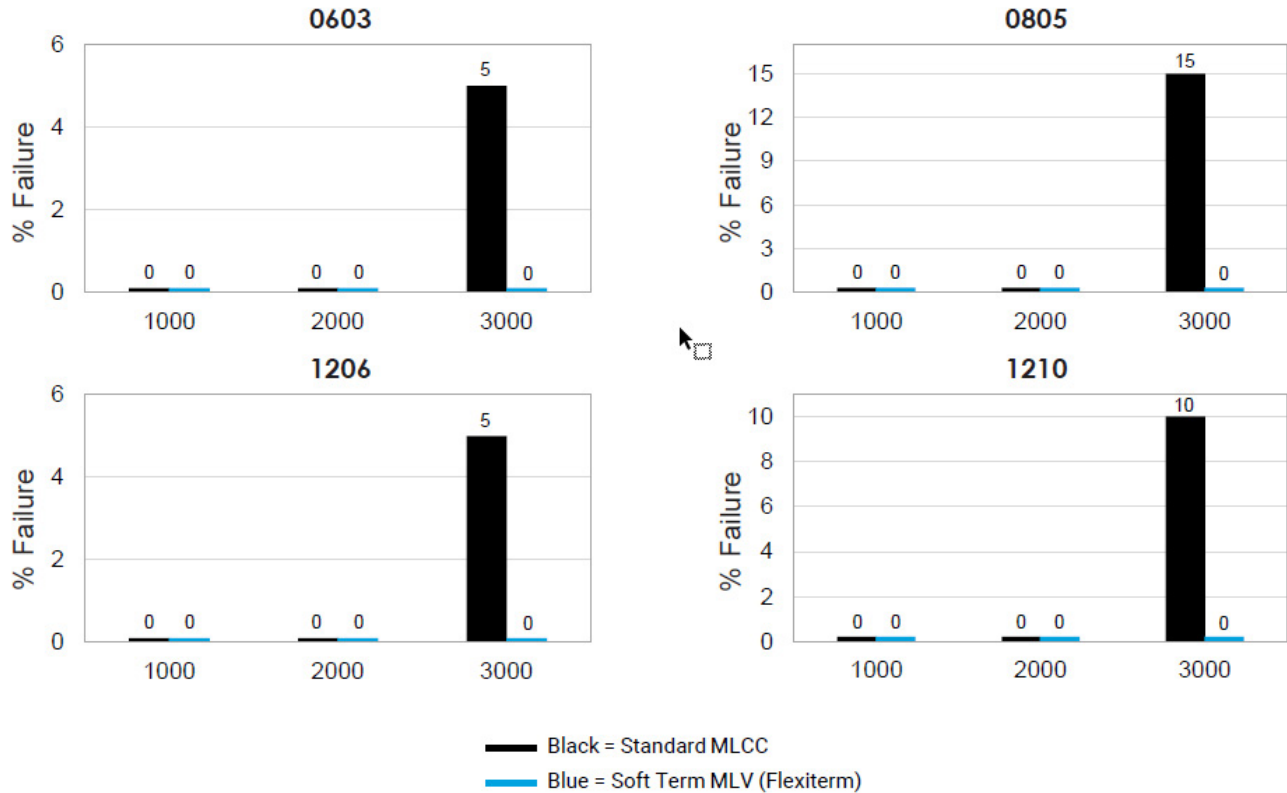 0603
6
4
2
0
% Failure
0 0 0 0 5 0
1000 2000 3000
0805
15
12
9
6
3
0
% Failure
0 0 0 0 15 0
1000 2000 3000
1206
6
4
2
0
% Failure
0 0 0 0 5 0
1000 2000 3000
1210
10
8
6
4
2
0
% Failure
0 0 0 0 10 0
1000 2000 3000
Black = Standard MLCC
Blue = Soft Term MLV (Flexiterm)